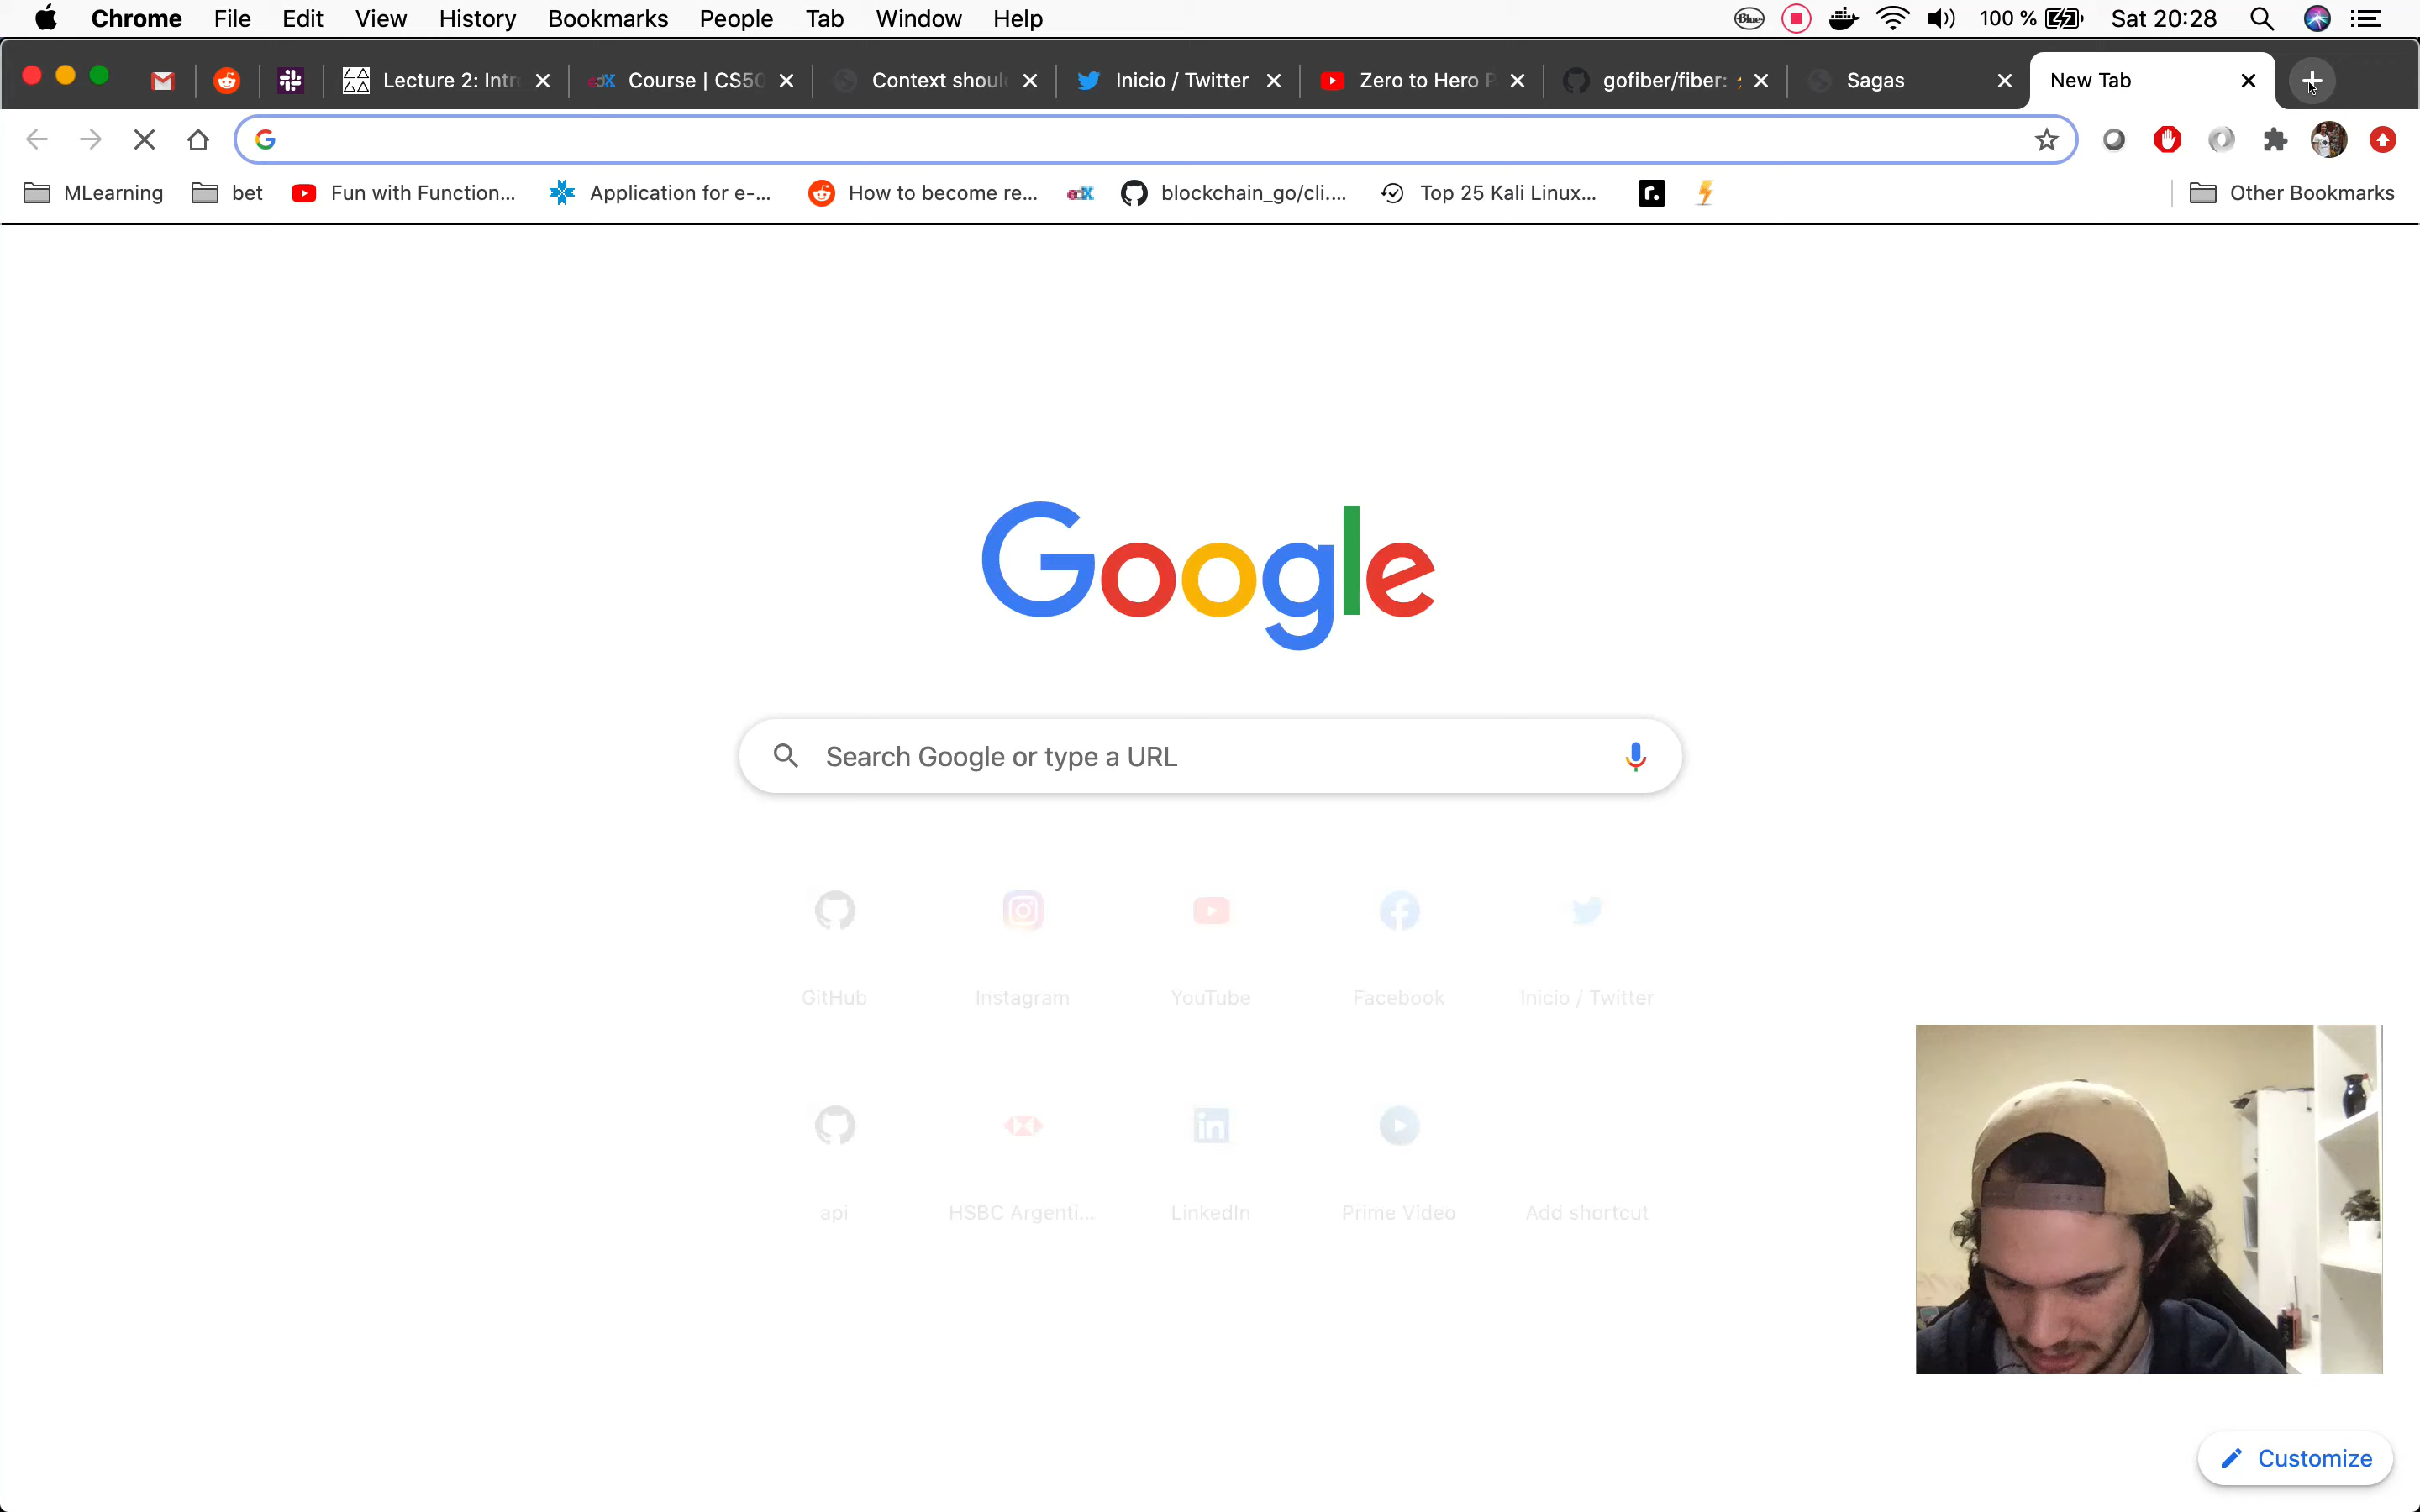 Chrome File Edit View History Bookmarks People Tab Window Help Blue 100 % Sat 20:28
Lecture 2: Intr Course | CS50 Context shoul Inicio / Twitter Zero to Hero P gofiber/fiber: Sagas New Tab
MLearning bet Fun with Function... Application for e-... How to become re... edX blockchain_go/cli.... Top 25 Kali Linux... r. Other Bookmarks
Google
Search Google or type a URL
GitHub Instagram YouTube Facebook Inicio / Twitter
api HSBC Argenti... LinkedIn Prime Video Add shortcut
Customize